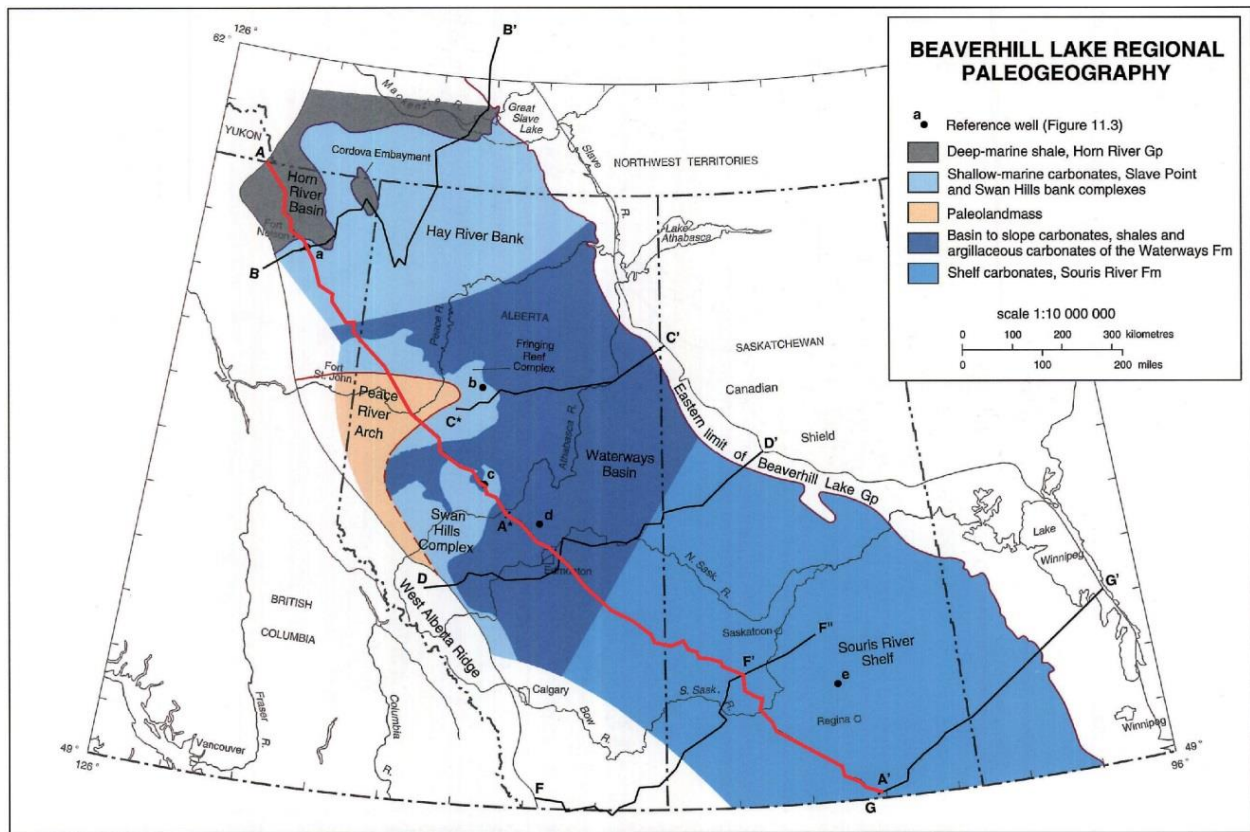 BEAVERHILL LAKE REGIONAL
PALEOGEOGRAPHY
a
Reference well (Figure 11.3)
Deep-marine shale, Horn River Gp
Shallow-marine carbonates, Slave Point
and Swan Hills bank complexes
Paleolandmass
Basin to slope carbonates, shales and
argillaceous carbonates of the Waterways Fm
Shelf carbonates, Souris River Fm
scale 1:10 000 000
0 100 200 300 kilometres
0 100 200 miles
126°
62°
B'
Mackenzie R.
Great
Slave
Lake
YUKON
A
Cordova Embayment
Slave
R.
NORTHWEST TERRITORIES
Horn
River
Basin
Fort
Nelson
a
B
Hay River Bank
Lake
Athabasca
Peace R.
ALBERTA
Fringing
Reef
Complex
C'
SASKATCHEWAN
Fort
St. John
b
Canadian
Peace
River
Arch
C*
Athabasca R.
Eastern limit of Beaverhill Lake Gp
D'
Shield
Waterways
Basin
c
A*
d
Swan
Hills
Complex
D
Edmonton
N. Sask. R.
Lake
Winnipeg
G'
West Alberta Ridge
BRITISH
COLUMBIA
Saskatoon
F"
Souris River
Shelf
F'
e
Calgary
S. Sask.
R.
Bow
R.
Regina
Fraser
R.
Columbia
R.
Vancouver
Winnipeg
49°
126°
F
A'
G
49°
96°